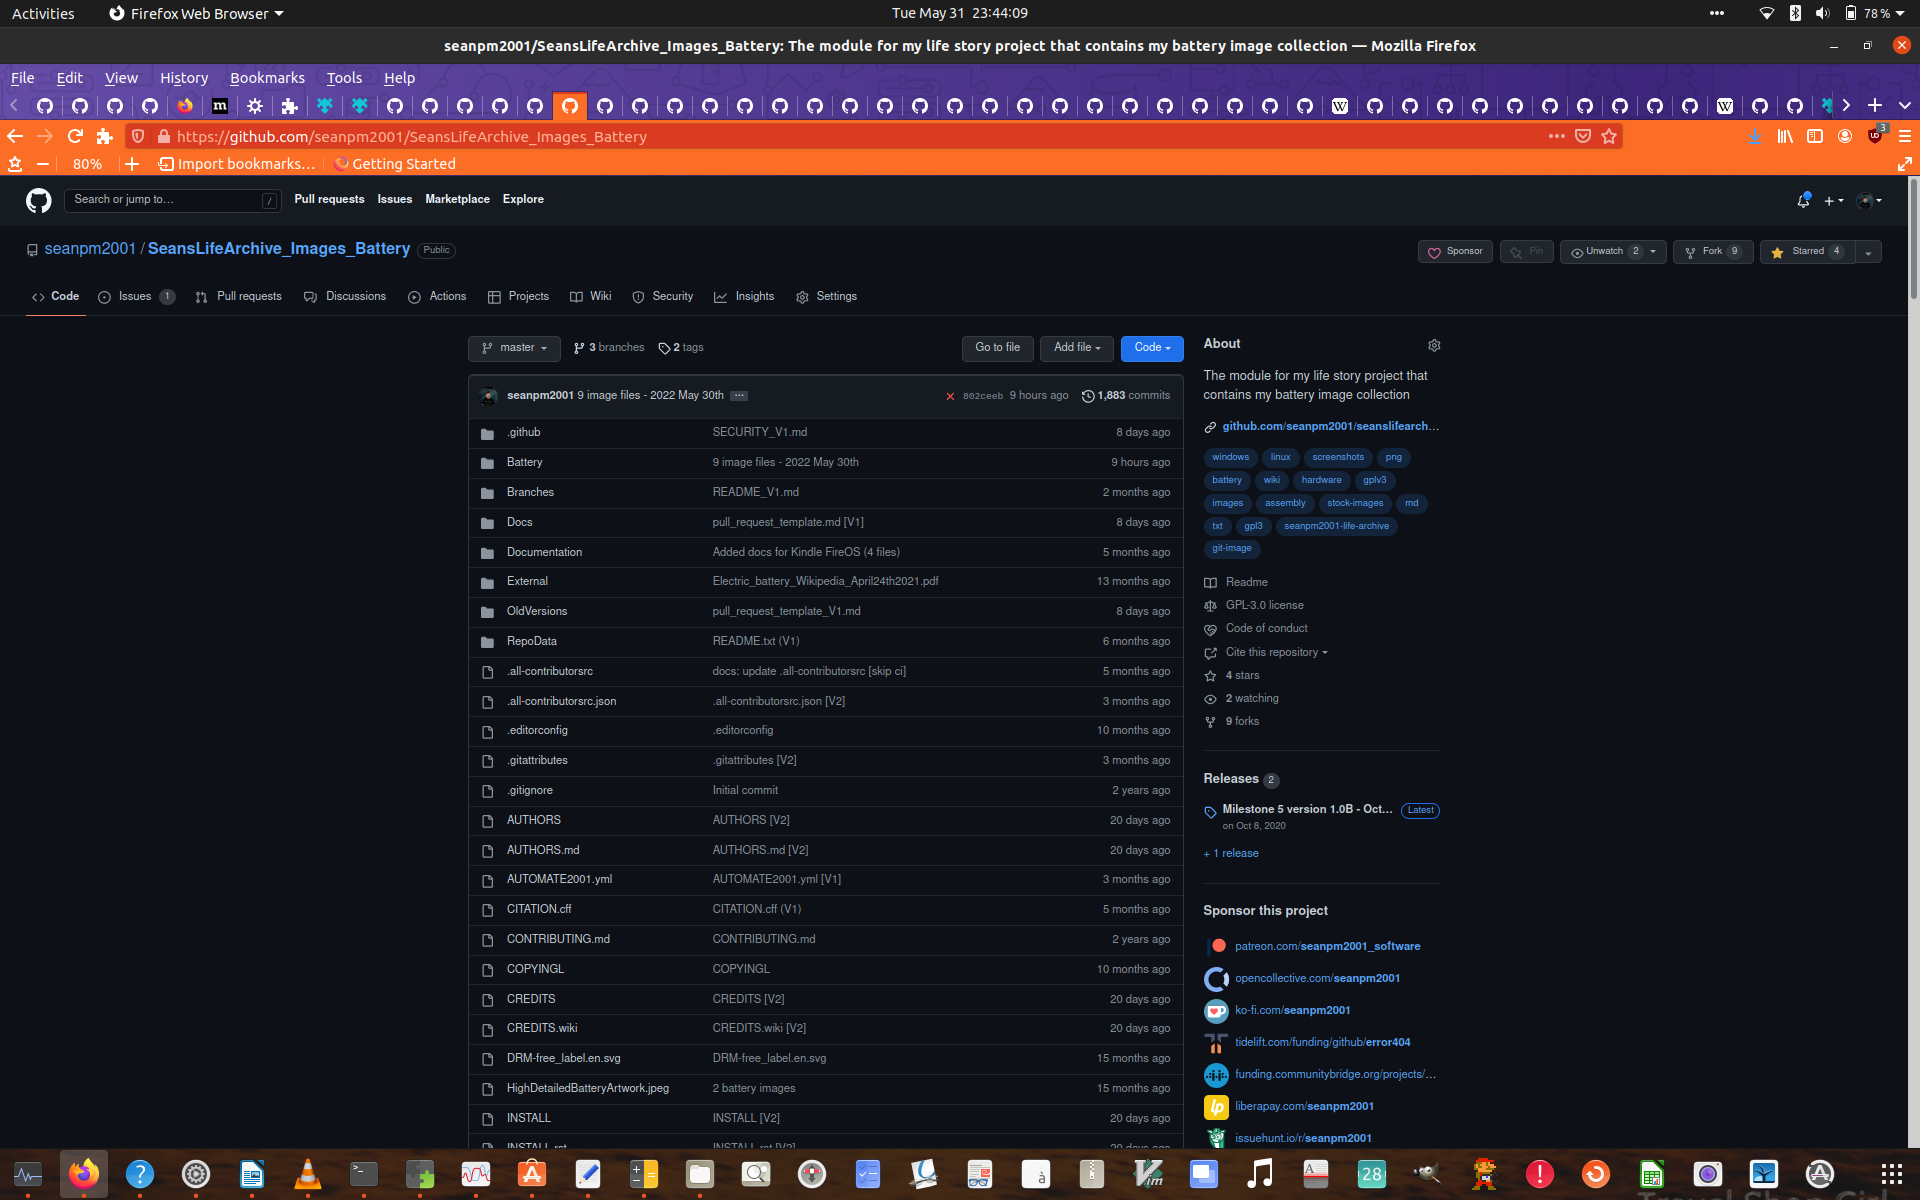 Activities Firefox Web Browser Tue May 31 23:44:09 78 %
seanpm2001/SeansLifeArchive_Images_Battery: The module for my life story project that contains my battery image collection — Mozilla Firefox
File Edit View History Bookmarks Tools Help
https://github.com/seanpm2001/SeansLifeArchive_Images_Battery 3
80% Import bookmarks… Getting Started
Search or jump to… / Pull requests Issues Marketplace Explore
seanpm2001 / SeansLifeArchive_Images_Battery Public Sponsor Pin Unwatch 2 Fork 9 Starred 4
Code Issues 1 Pull requests Discussions Actions Projects Wiki Security Insights Settings
master 3 branches 2 tags Go to file Add file Code
seanpm2001 9 image files - 2022 May 30th 802ceeb 9 hours ago 1,883 commits
.github SECURITY_V1.md 8 days ago
Battery 9 image files - 2022 May 30th 9 hours ago
Branches README_V1.md 2 months ago
Docs pull_request_template.md [V1] 8 days ago
Documentation Added docs for Kindle FireOS (4 files) 5 months ago
External Electric_battery_Wikipedia_April24th2021.pdf 13 months ago
OldVersions pull_request_template_V1.md 8 days ago
RepoData README.txt (V1) 6 months ago
.all-contributorsrc docs: update .all-contributorsrc [skip ci] 5 months ago
.all-contributorsrc.json .all-contributorsrc.json [V2] 3 months ago
.editorconfig .editorconfig 10 months ago
.gitattributes .gitattributes [V2] 3 months ago
.gitignore Initial commit 2 years ago
AUTHORS AUTHORS [V2] 20 days ago
AUTHORS.md AUTHORS.md [V2] 20 days ago
AUTOMATE2001.yml AUTOMATE2001.yml [V1] 3 months ago
CITATION.cff CITATION.cff (V1) 5 months ago
CONTRIBUTING.md CONTRIBUTING.md 2 years ago
COPYINGL COPYINGL 10 months ago
CREDITS CREDITS [V2] 20 days ago
CREDITS.wiki CREDITS.wiki [V2] 20 days ago
DRM-free_label.en.svg DRM-free_label.en.svg 15 months ago
HighDetailedBatteryArtwork.jpeg 2 battery images 15 months ago
INSTALL INSTALL [V2] 20 days ago
INSTALL.rst INSTALL.rst [V2] 20 days ago
About
The module for my life story project that
contains my battery image collection
github.com/seanpm2001/seanslifearch…
windows linux screenshots png
battery wiki hardware gplv3
images assembly stock-images md
txt gpl3 seanpm2001-life-archive
git-image
Readme
GPL-3.0 license
Code of conduct
Cite this repository
4 stars
2 watching
9 forks
Releases 2
Milestone 5 version 1.0B - Oct… Latest
on Oct 8, 2020
+ 1 release
Sponsor this project
patreon.com/seanpm2001_software
opencollective.com/seanpm2001
ko-fi.com/seanpm2001
tidelift.com/funding/github/error404
funding.communitybridge.org/projects/…
liberapay.com/seanpm2001
issuehunt.io/r/seanpm2001
28